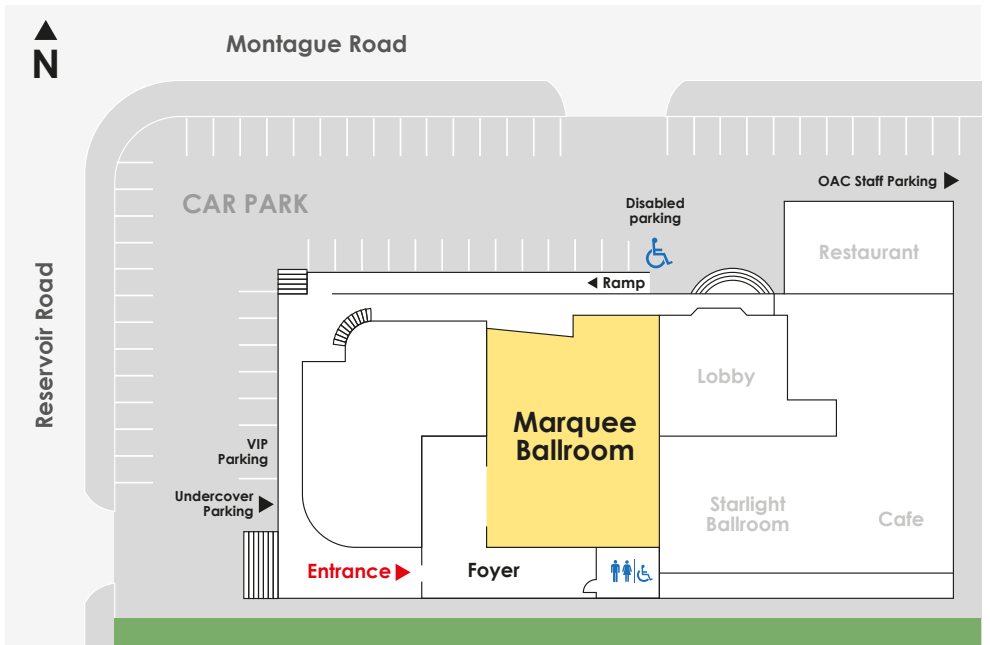 Montague Road
N
OAC Staff Parking
CAR PARK
Disabled
parking
Restaurant
Ramp
Reservoir Road
Lobby
Marquee
Ballroom
VIP
Parking
Undercover
Parking
Starlight
Ballroom
Cafe
Entrance
Foyer